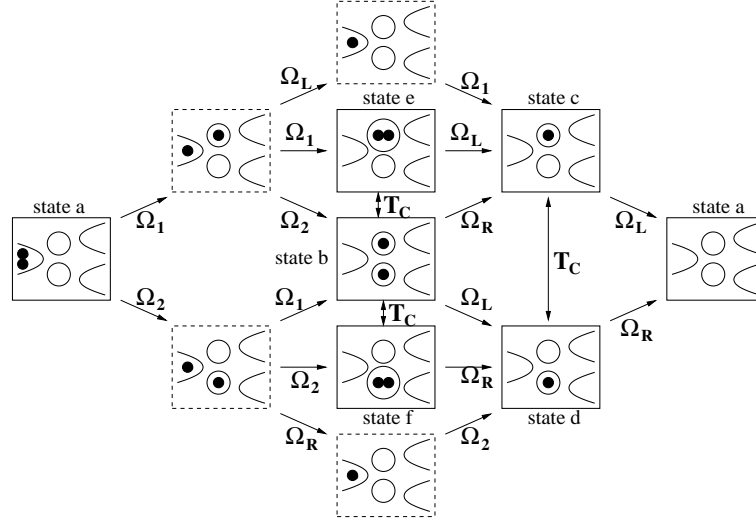 Ω_L
Ω_1
state e
state c
Ω_1
Ω_L
state a
Ω_1
Ω_2
T_C
Ω_R
Ω_L
state a
state b
T_C
Ω_2
Ω_1
Ω_L
T_C
Ω_R
Ω_2
Ω_R
state f
state d
Ω_R
Ω_2